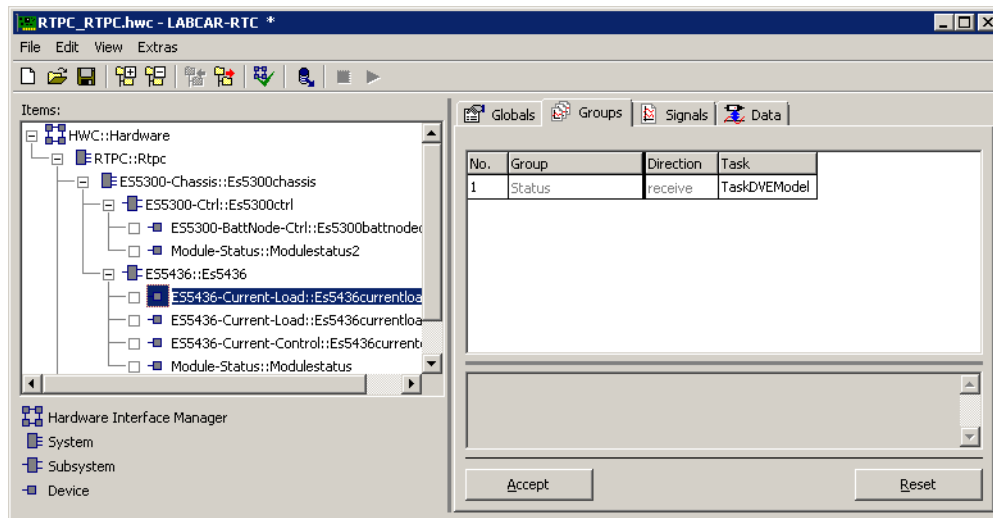 RTPC_RTPC.hwc - LABCAR-RTC *
File Edit View Extras
Items:
HWC::Hardware
RTPC::Rtpc
ES5300-Chassis::Es5300chassis
ES5300-Ctrl::Es5300ctrl
ES5300-BattNode-Ctrl::Es5300battnode
Module-Status::Modulestatus2
ES5436::Es5436
ES5436-Current-Load::Es5436currentloa
ES5436-Current-Load::Es5436currentloa
ES5436-Current-Control::Es5436current
Module-Status::Modulestatus
Hardware Interface Manager
System
Subsystem
Device
Globals Groups Signals Data
No. Group Direction Task
1 Status receive TaskDVEModel
Accept Reset